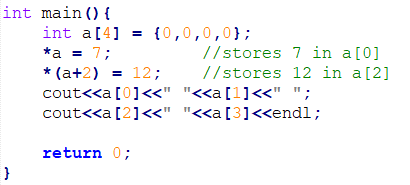 int main(){
    int a[4] = {0,0,0,0};
    *a = 7;         //stores 7 in a[0]
    *(a+2) = 12;    //stores 12 in a[2]
    cout<<a[0]<<" "<<a[1]<<" ";
    cout<<a[2]<<" "<<a[3]<<endl;

    return 0;
}